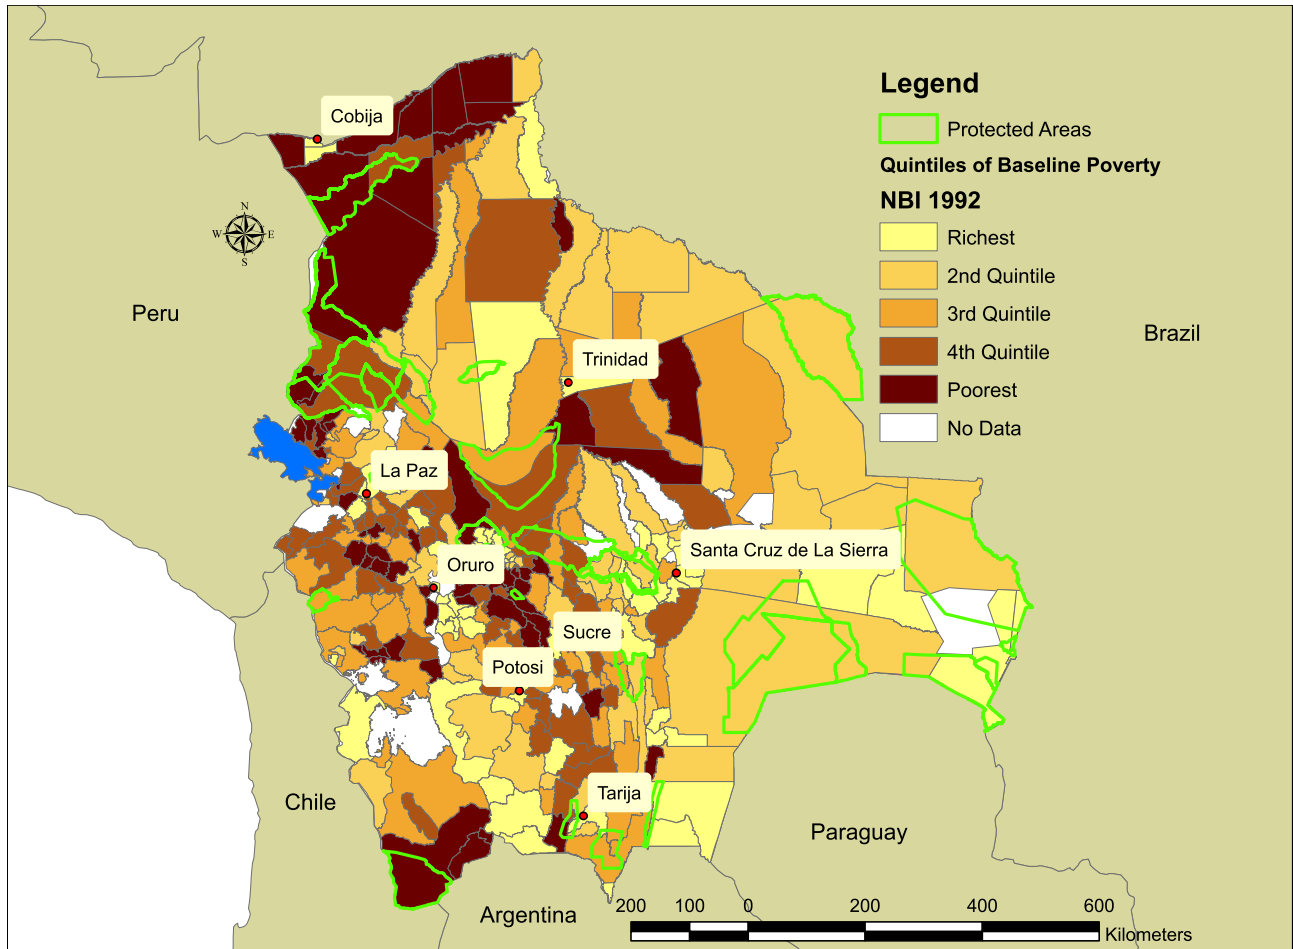 Legend
Protected Areas
Quintiles of Baseline Poverty
NBI 1992
Richest
2nd Quintile
3rd Quintile
4th Quintile
Poorest
No Data
Cobija
N
W E
S
Peru
Brazil
Trinidad
La Paz
Santa Cruz de La Sierra
Oruro
Sucre
Potosi
Tarija
Chile
Paraguay
Argentina
200 100 0 200 400 600
Kilometers